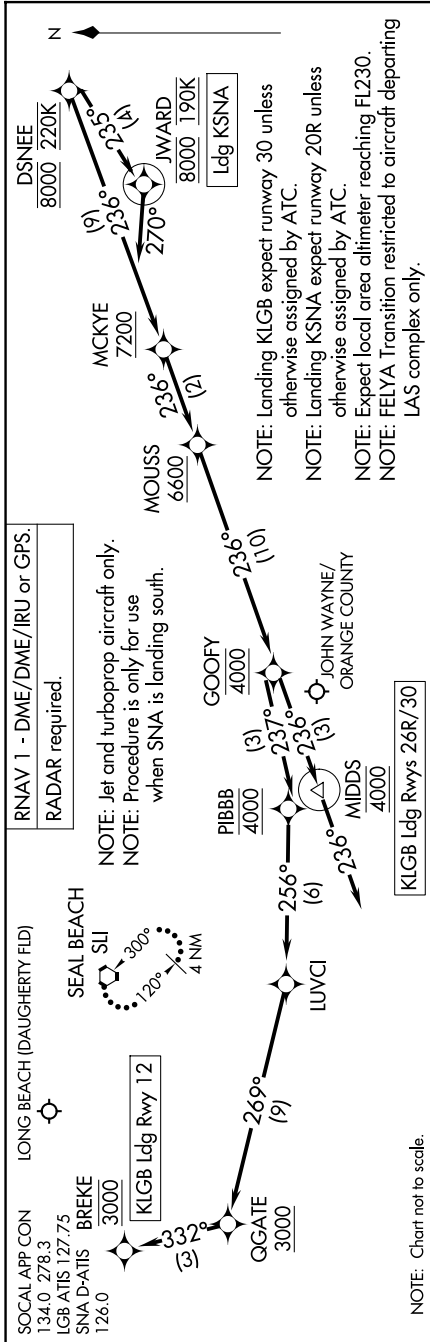 SOCAL APP CON
134.0 278.3
LGB ATIS 127.75
SNA D-ATIS
126.0
LONG BEACH (DAUGHERTY FLD)
RNAV 1 - DME/DME/IRU or GPS.
RADAR required.
NOTE: Jet and turboprop aircraft only.
NOTE: Procedure is only for use
when SNA is landing south.
SEAL BEACH
SLI
300°
120°
4 NM
N
DSNEE
8000 220K
235°
(4)
JWARD
8000 190K
Ldg KSNA
270°
236°
(9)
MCKYE
7200
236°
(2)
MOUSS
6600
236°
(10)
GOOFY
4000
JOHN WAYNE/
ORANGE COUNTY
237°
(3)
236°
(3)
PIBBB
4000
MIDDS
4000
236°
KLGB Ldg Rwys 26R/30
256°
(6)
LUVCI
269°
(9)
QGATE
3000
332°
(3)
BREKE
3000
KLGB Ldg Rwy 12
NOTE: Landing KLGB expect runway 30 unless
otherwise assigned by ATC.
NOTE: Landing KSNA expect runway 20R unless
otherwise assigned by ATC.
NOTE: Expect local area altimeter reaching FL230.
NOTE: FELYA Transition restricted to aircraft departing
LAS complex only.
NOTE: Chart not to scale.